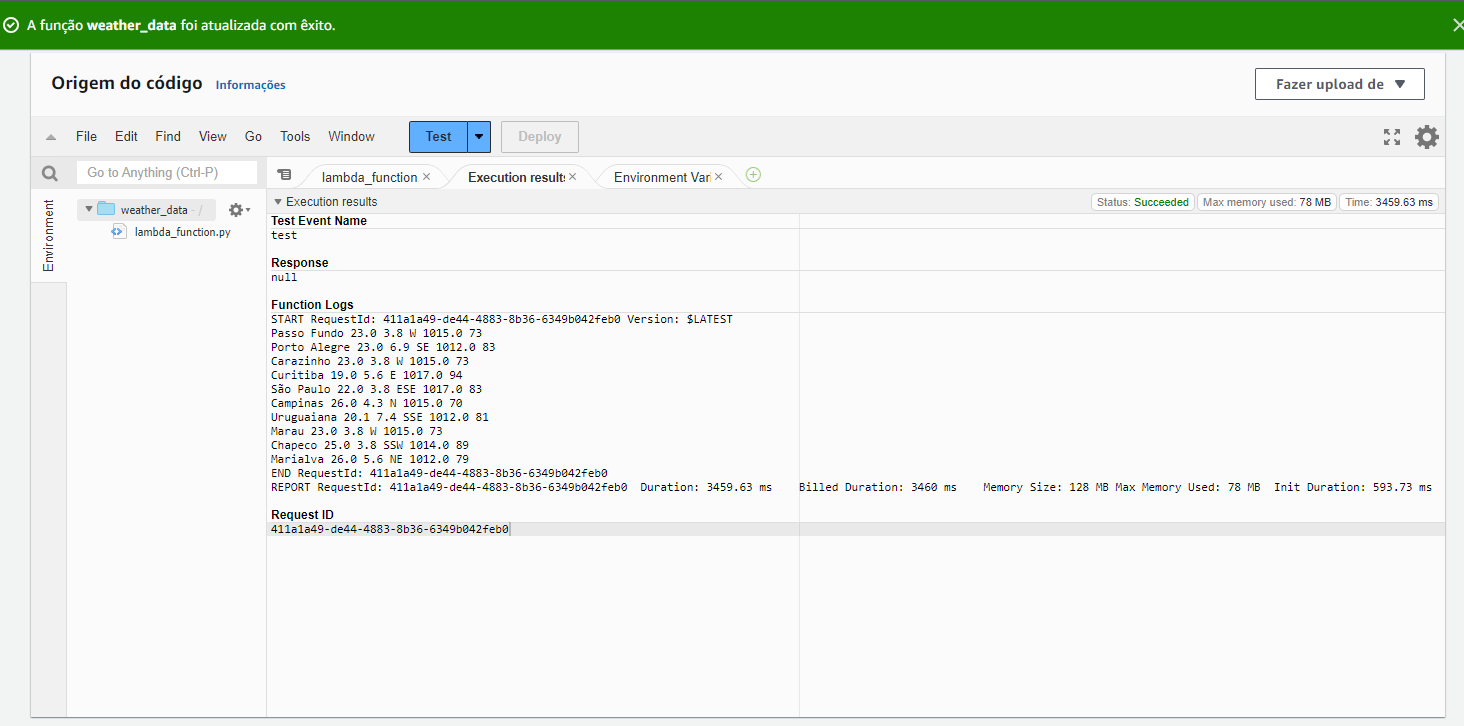 A função weather_data foi atualizada com êxito.
Origem do código Informações
Fazer upload de
File Edit Find View Go Tools Window Test Deploy
Go to Anything (Ctrl-P)
lambda_function Execution results Environment Vari
Environment
weather_data - /
lambda_function.py
Execution results Status: Succeeded Max memory used: 78 MB Time: 3459.63 ms
Test Event Name
test
Response
null
Function Logs
START RequestId: 411a1a49-de44-4883-8b36-6349b042feb0 Version: $LATEST
Passo Fundo 23.0 3.8 W 1015.0 73
Porto Alegre 23.0 6.9 SE 1012.0 83
Carazinho 23.0 3.8 W 1015.0 73
Curitiba 19.0 5.6 E 1017.0 94
São Paulo 22.0 3.8 ESE 1017.0 83
Campinas 26.0 4.3 N 1015.0 70
Uruguaiana 20.1 7.4 SSE 1012.0 81
Marau 23.0 3.8 W 1015.0 73
Chapeco 25.0 3.8 SSW 1014.0 89
Marialva 26.0 5.6 NE 1012.0 79
END RequestId: 411a1a49-de44-4883-8b36-6349b042feb0
REPORT RequestId: 411a1a49-de44-4883-8b36-6349b042feb0 Duration: 3459.63 ms Billed Duration: 3460 ms Memory Size: 128 MB Max Memory Used: 78 MB Init Duration: 593.73 ms
Request ID
411a1a49-de44-4883-8b36-6349b042feb0